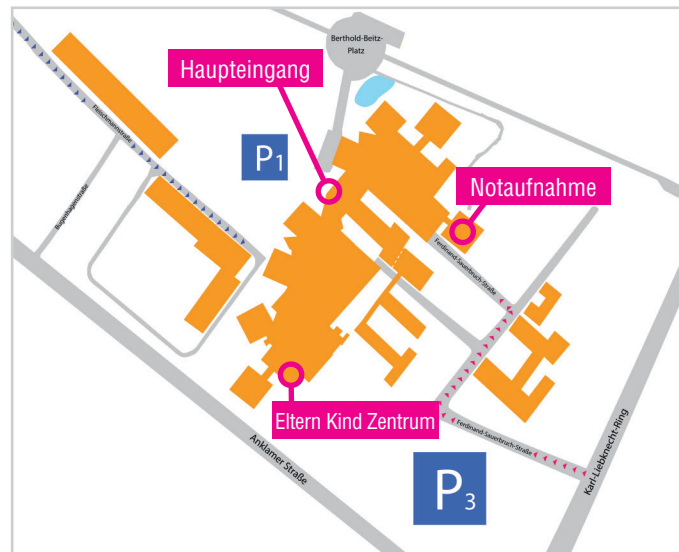 Berthold-Beitz-
Platz
Haupteingang
Fleischmannstraße
P1
Notaufnahme
Bugenhagenstraße
Ferdinand-Sauerbruch-Straße
Eltern Kind Zentrum
Ferdinand-Sauerbruch-Straße
Anklamer Straße
Karl-Liebknecht-Ring
P3